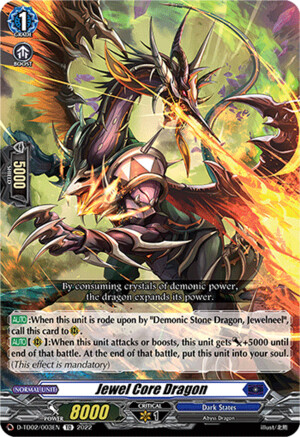 1
GRADE
BOOST
5000
SHIELD
By consuming crystals of demonic power,
the dragon expands its power.
AUTO:When this unit is rode upon by "Demonic Stone Dragon, Jewelneel",
call this card to R.
AUTO[R]:When this unit attacks or boosts, this unit gets +5000 until
end of that battle. At the end of that battle, put this unit into your soul.
(This effect is mandatory)
NORMAL UNIT
Jewel Core Dragon
D-TD02/003EN TD 2022
POWER 8000
CRITICAL 1
Dark States
Abyss Dragon
illust/北熊